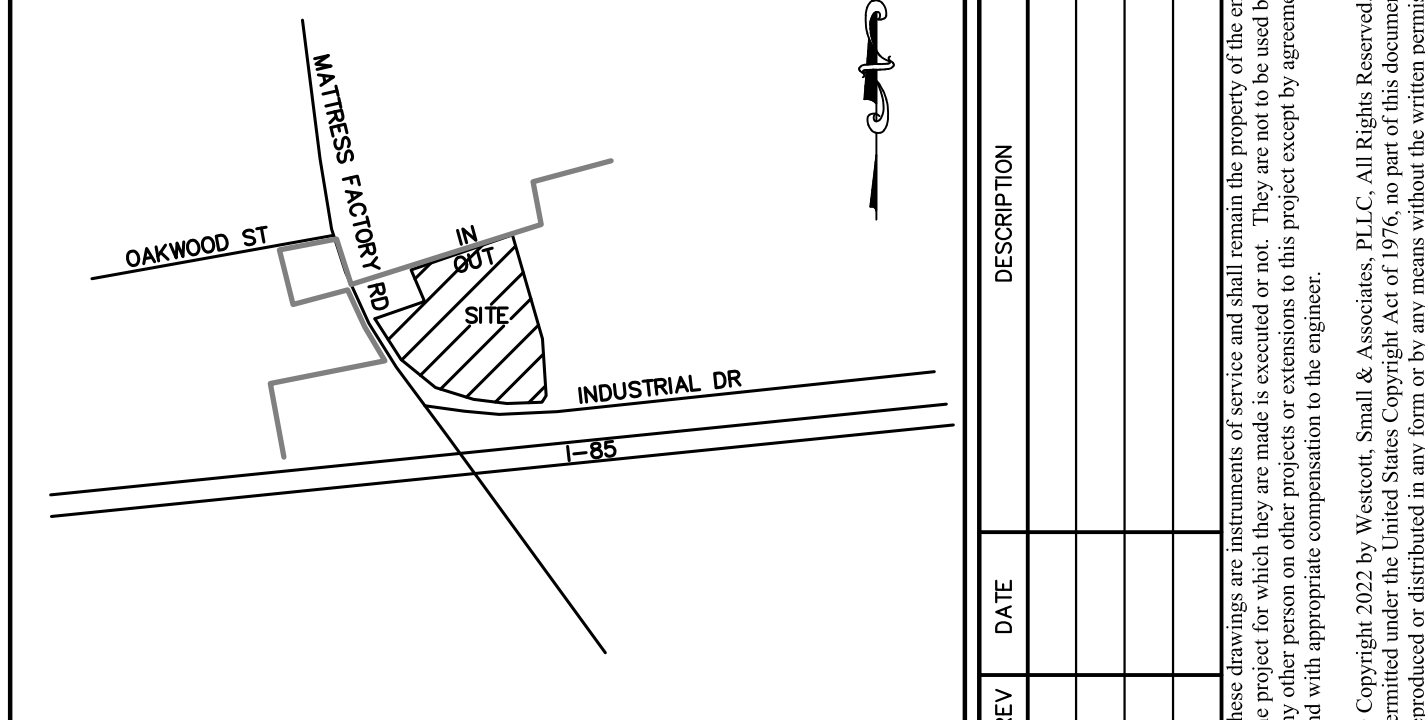 MATTRESS FACTORY RD
OAKWOOD ST
IN
OUT
SITE
INDUSTRIAL DR
I-85
DESCRIPTION
DATE
REV
hese drawings are instruments of service and shall remain the property of the en
e project for which they are made is executed or not. They are not to be used b
y other person on other projects or extensions to this project except by agreeme
nd with appropriate compensation to the engineer.
Copyright 2022 by Westcott, Small & Associates, PLLC, All Rights Reserved.
ermitted under the United States Copyright Act of 1976, no part of this documen
produced or distributed in any form or by any means without the written permis